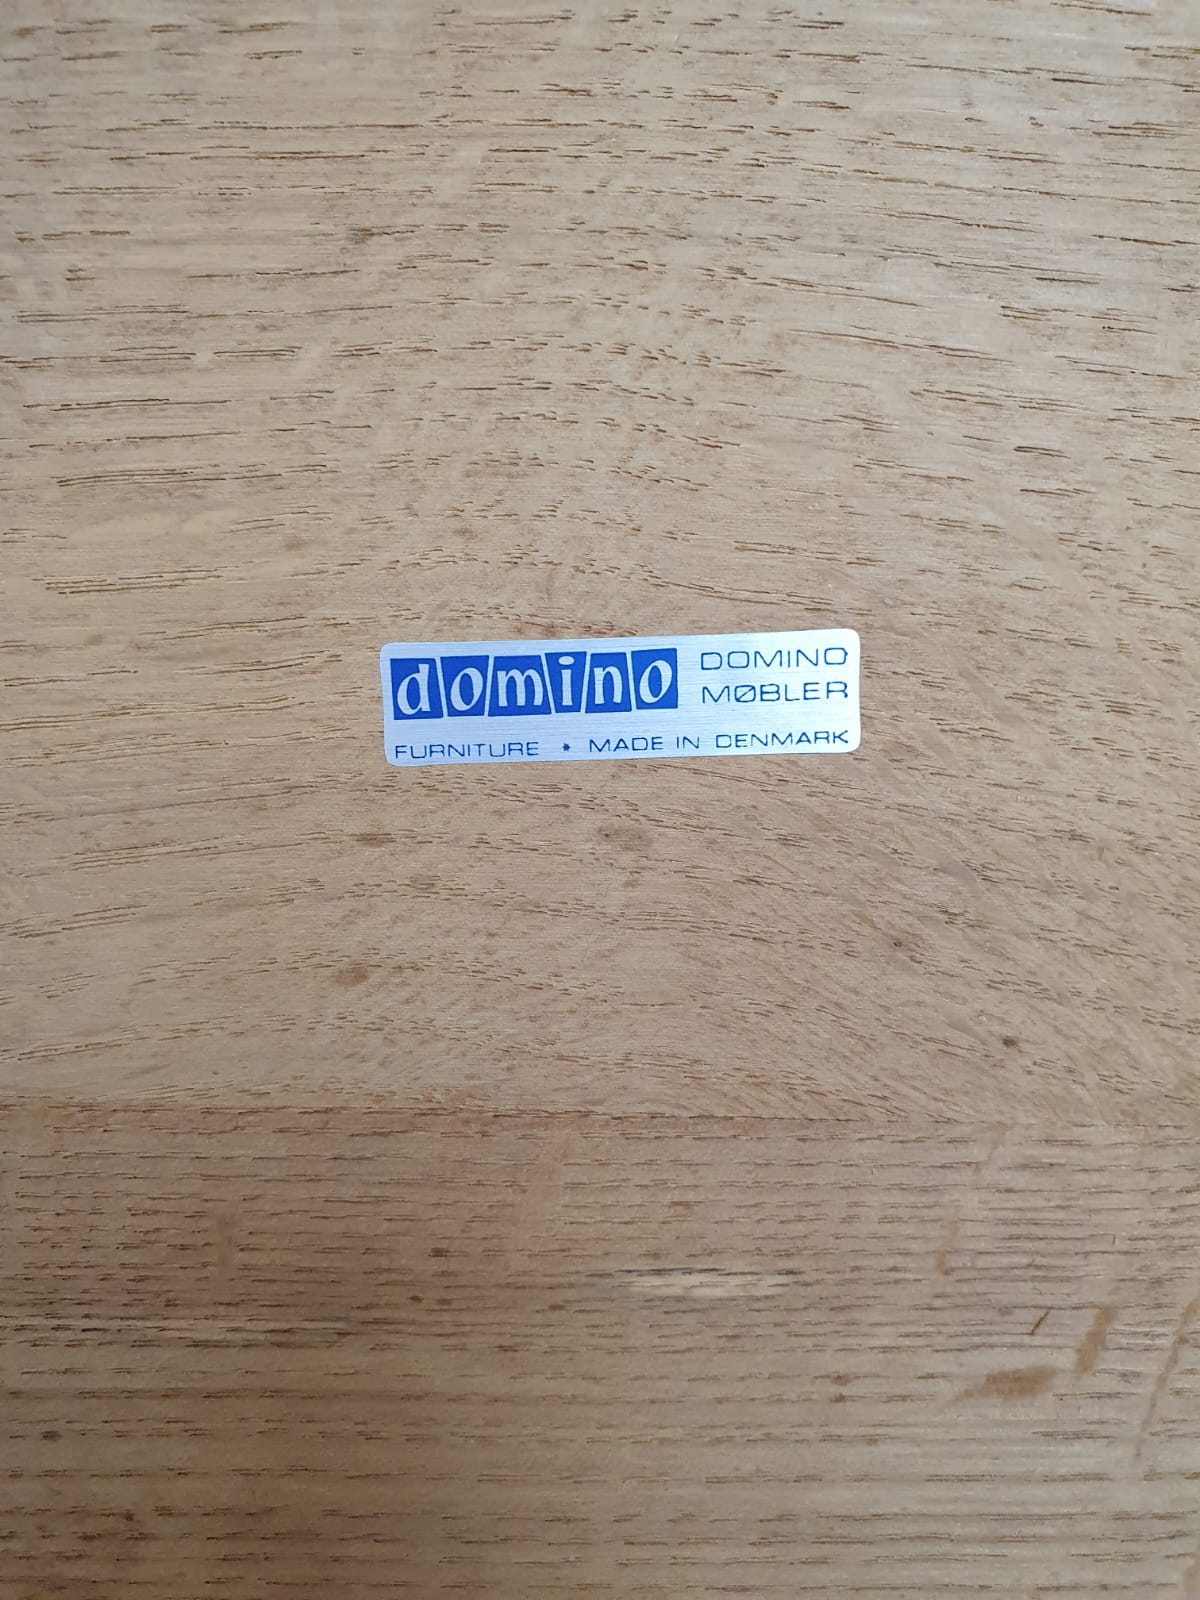 domino
DOMINO
MØBLER
FURNITURE * MADE IN DENMARK